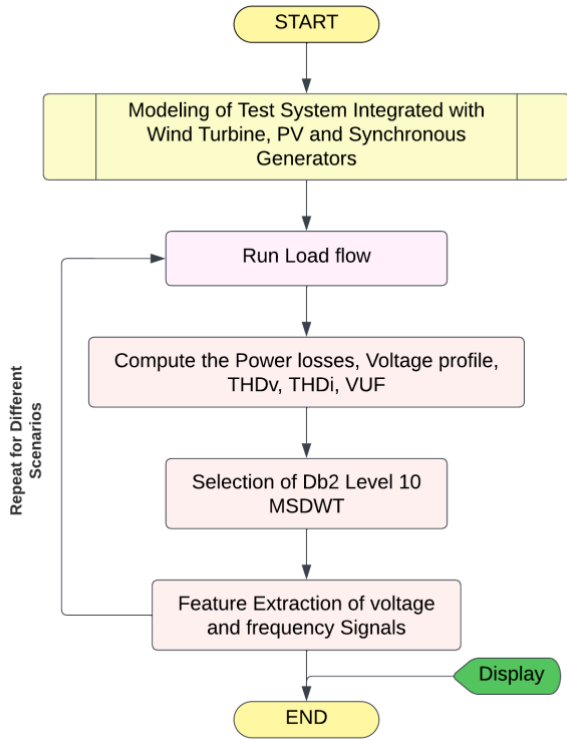 START
Modeling of Test System Integrated with
Wind Turbine, PV and Synchronous
Generators
Run Load flow
Compute the Power losses, Voltage profile,
THDv, THDi, VUF
Repeat for Different
Scenarios
Selection of Db2 Level 10
MSDWT
Feature Extraction of voltage
and frequency Signals
Display
END